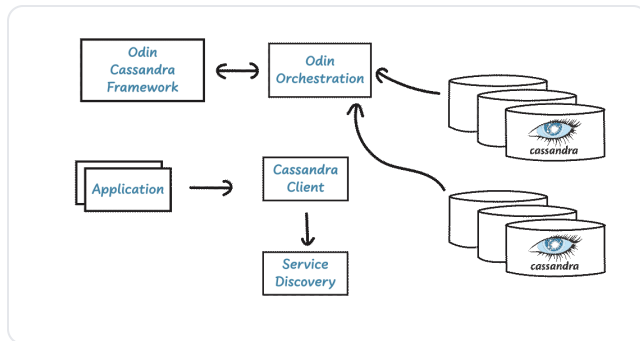 Odin
Cassandra
Framework
Odin
Orchestration
cassandra
Application
Cassandra
Client
Service
Discovery
cassandra